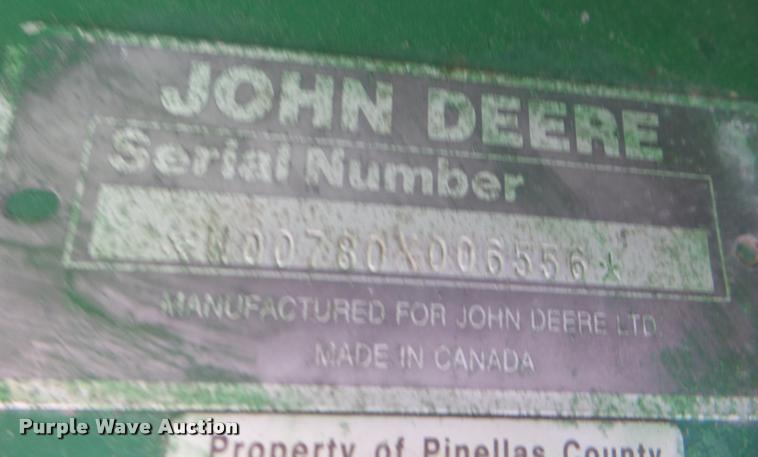 JOHN DEERE
Serial Number
*W00780X006556*
MANUFACTURED FOR JOHN DEERE LTD.
MADE IN CANADA
Purple Wave Auction
Property of Pinellas County